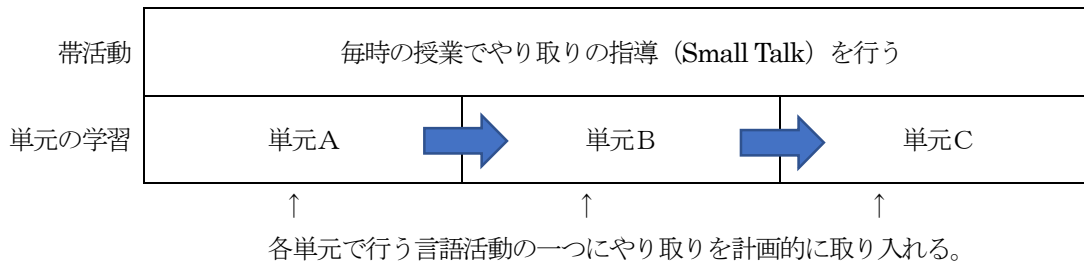 帯活動
毎時の授業でやり取りの指導（Small Talk）を行う
単元の学習
単元A
単元B
単元C
↑ ↑ ↑
各単元で行う言語活動の一つにやり取りを計画的に取り入れる。